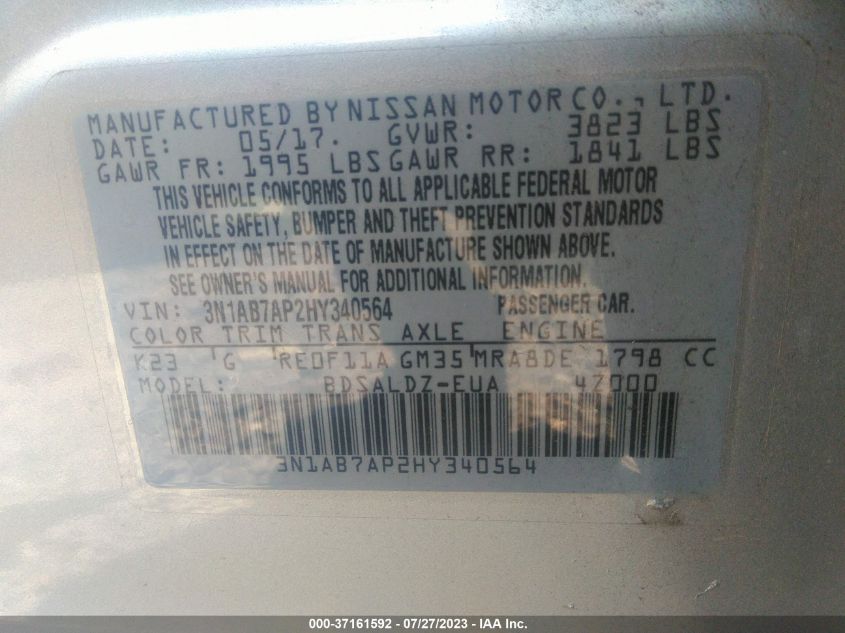 MANUFACTURED BY NISSAN MOTOR CO., LTD.
DATE: 05/17. GVWR: 3823 LBS
GAWR FR: 1995 LBS GAWR RR: 1841 LBS
THIS VEHICLE CONFORMS TO ALL APPLICABLE FEDERAL MOTOR
VEHICLE SAFETY, BUMPER AND THEFT PREVENTION STANDARDS
IN EFFECT ON THE DATE OF MANUFACTURE SHOWN ABOVE.
SEE OWNER'S MANUAL FOR ADDITIONAL INFORMATION.
VIN: 3N1AB7AP2HY340564 PASSENGER CAR.
COLOR TRIM TRANS AXLE ENGINE
K23 G RE0F11A GM35 MRA8DE 1798 CC
MODEL: BDSALDZ-EUA 47000
3N1AB7AP2HY340564
000-37161592 - 07/27/2023 - IAA Inc.